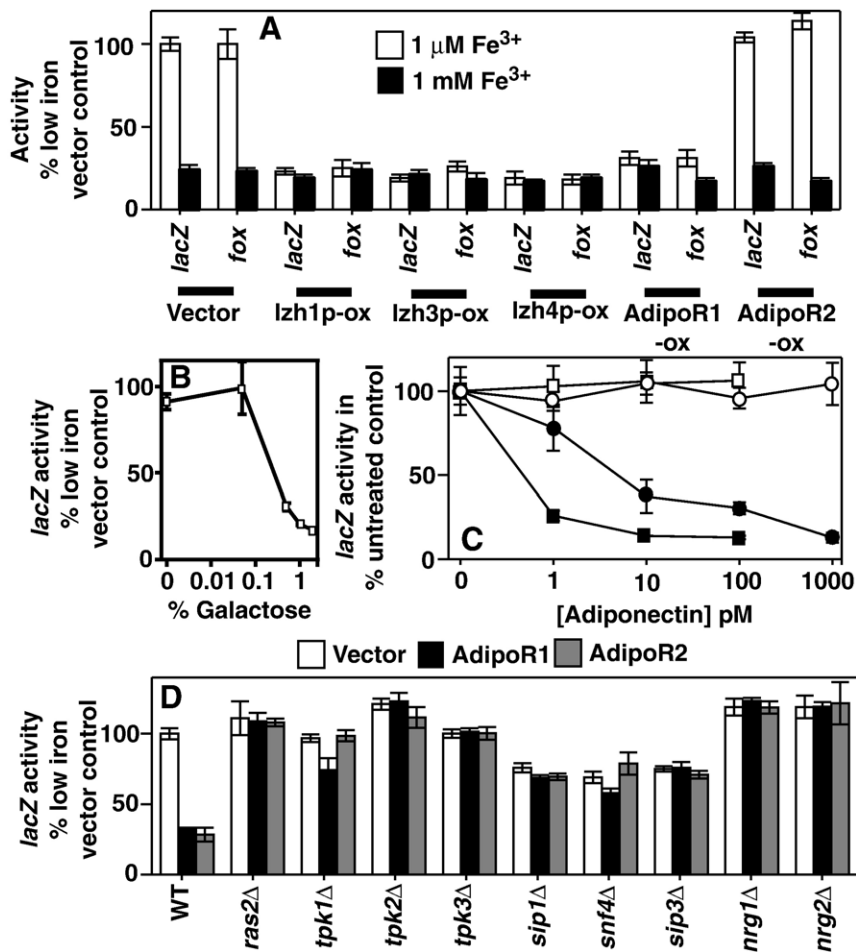 A
1 μM Fe³⁺
1 mM Fe³⁺
Activity
% low iron
vector control
100
50
0
lacZ fox lacZ fox lacZ fox lacZ fox lacZ fox lacZ fox
Vector Izh1p-ox Izh3p-ox Izh4p-ox AdipoR1 AdipoR2
-ox -ox
B
lacZ activity
% low iron
vector control
100
50
0
0 0.01 0.1 1
% Galactose
C
lacZ activity in
% untreated control
100
50
0
0 1 10 100 1000
[Adiponectin] pM
Vector AdipoR1 AdipoR2
D
lacZ activity
% low iron
vector control
100
50
0
WT ras2Δ tpk1Δ tpk2Δ tpk3Δ sip1Δ snf4Δ sip3Δ nrg1Δ nrg2Δ